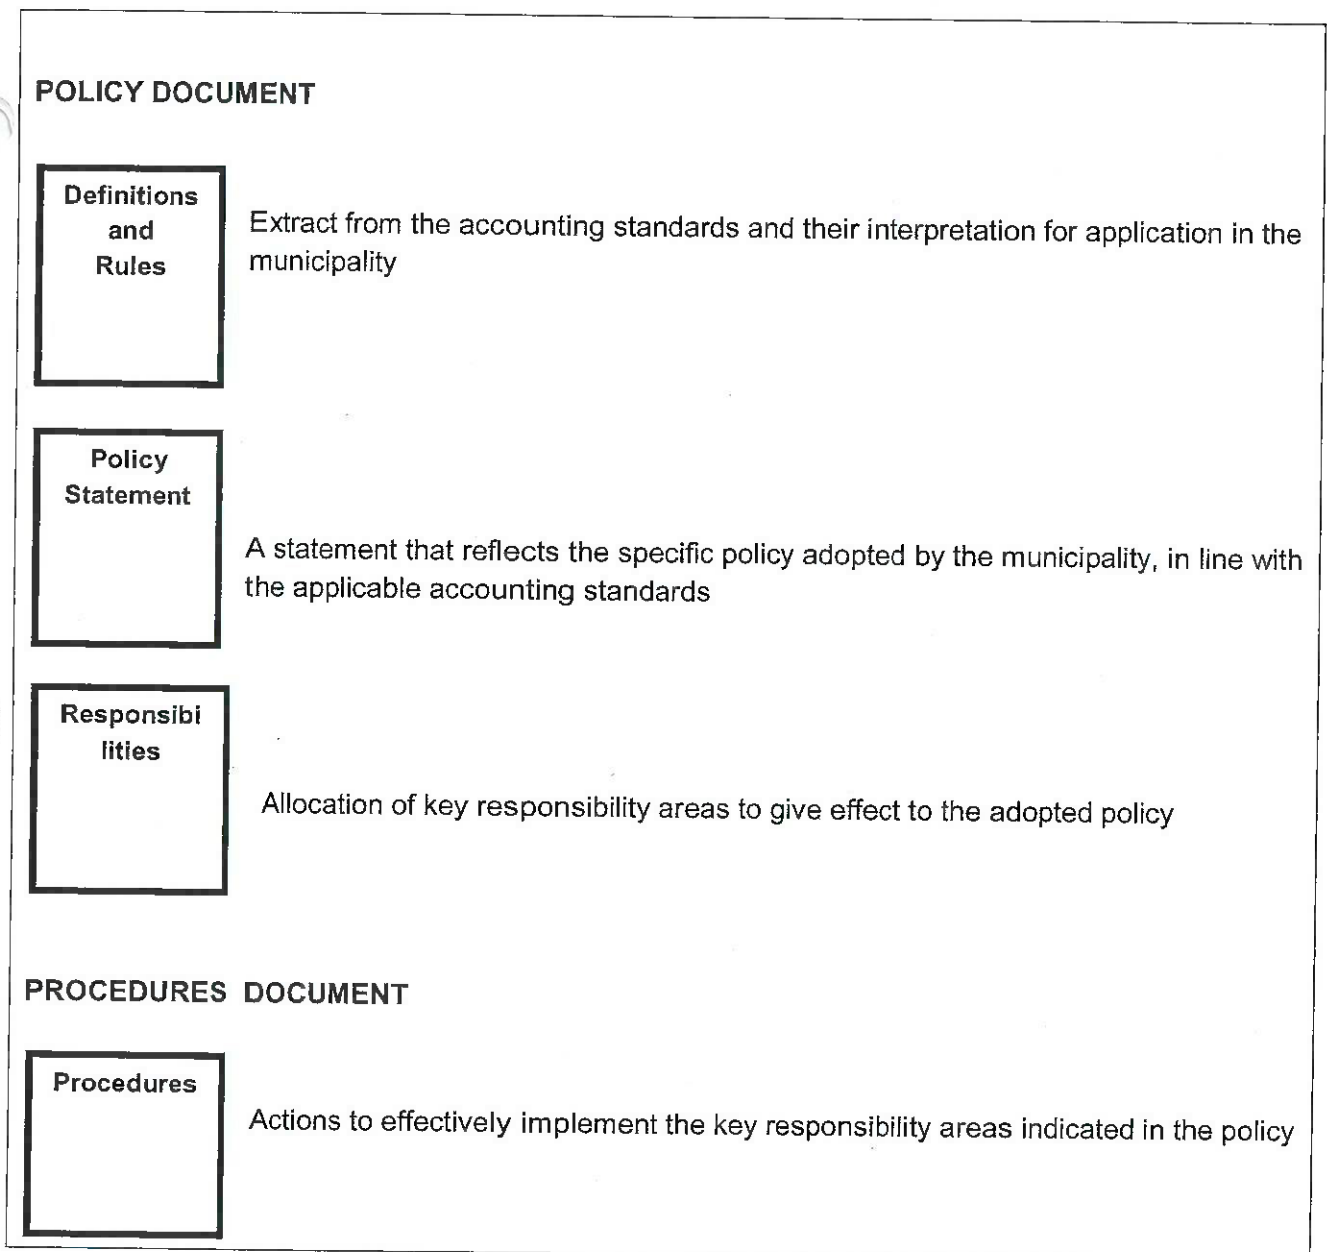 POLICY DOCUMENT
Definitions
and
Rules
Extract from the accounting standards and their interpretation for application in the
municipality
Policy
Statement
A statement that reflects the specific policy adopted by the municipality, in line with
the applicable accounting standards
Responsibi
lities
Allocation of key responsibility areas to give effect to the adopted policy
PROCEDURES DOCUMENT
Procedures
Actions to effectively implement the key responsibility areas indicated in the policy